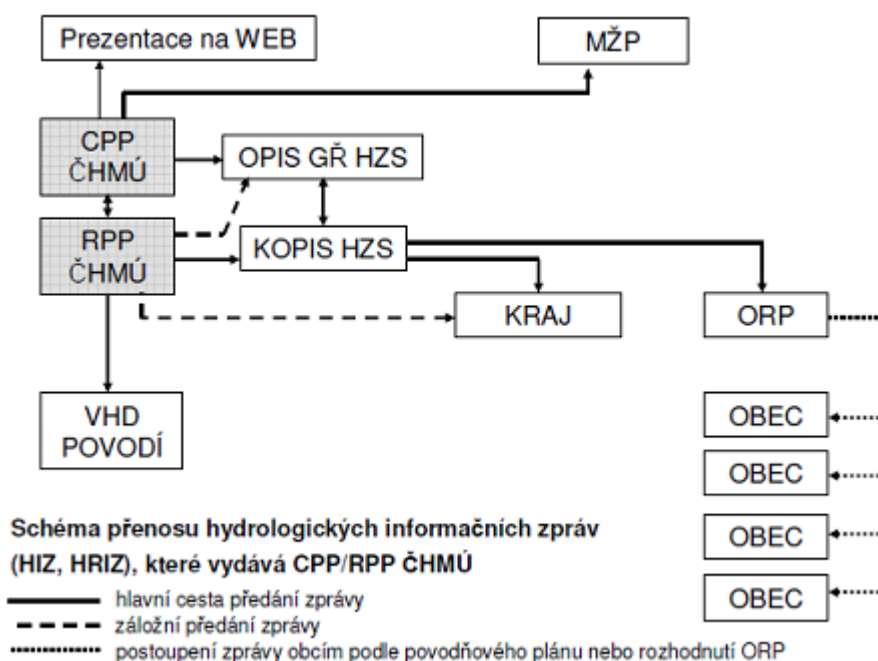 Prezentace na WEB
MŽP
CPP
ČHMÚ
OPIS GŘ HZS
RPP
ČHMÚ
KOPIS HZS
KRAJ
ORP
VHD
POVODÍ
OBEC
OBEC
OBEC
OBEC
Schéma přenosu hydrologických informačních zpráv
(HIZ, HRIZ), které vydává CPP/RPP ČHMÚ
hlavní cesta předání zprávy
záložní předání zprávy
postoupení zprávy obcím podle povodňového plánu nebo rozhodnutí ORP